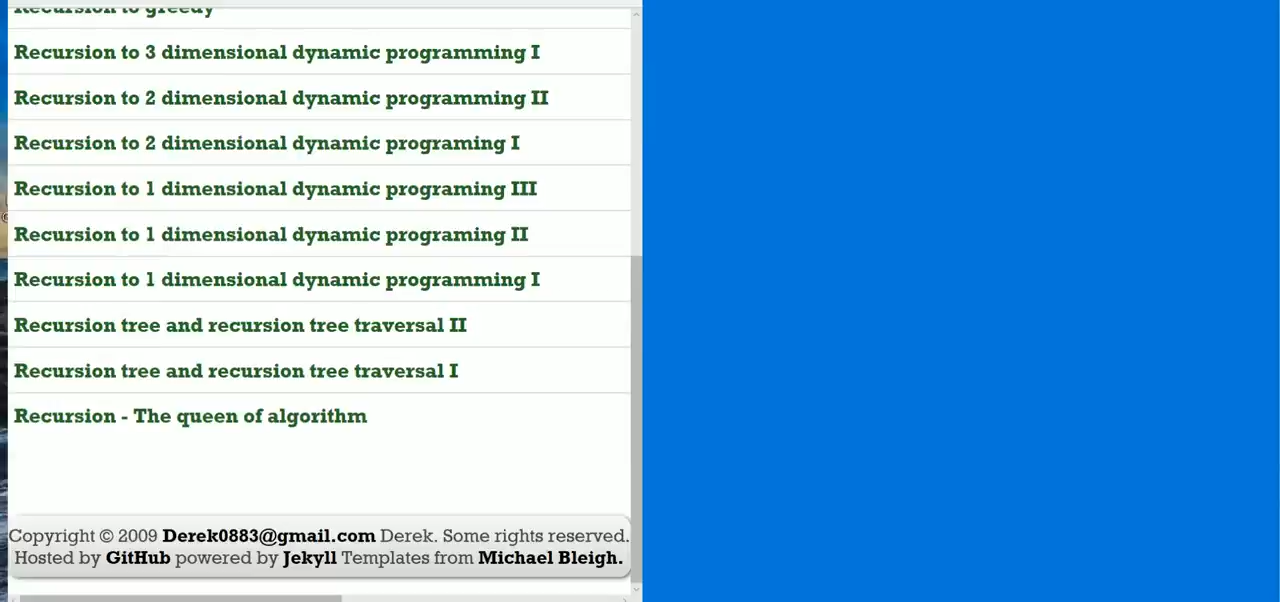 Recursion to greedy
Recursion to 3 dimensional dynamic programming I
Recursion to 2 dimensional dynamic programming II
Recursion to 2 dimensional dynamic programing I
Recursion to 1 dimensional dynamic programing III
Recursion to 1 dimensional dynamic programing II
Recursion to 1 dimensional dynamic programming I
Recursion tree and recursion tree traversal II
Recursion tree and recursion tree traversal I
Recursion - The queen of algorithm
Copyright © 2009 Derek0883@gmail.com Derek. Some rights reserved.
Hosted by GitHub powered by Jekyll Templates from Michael Bleigh.